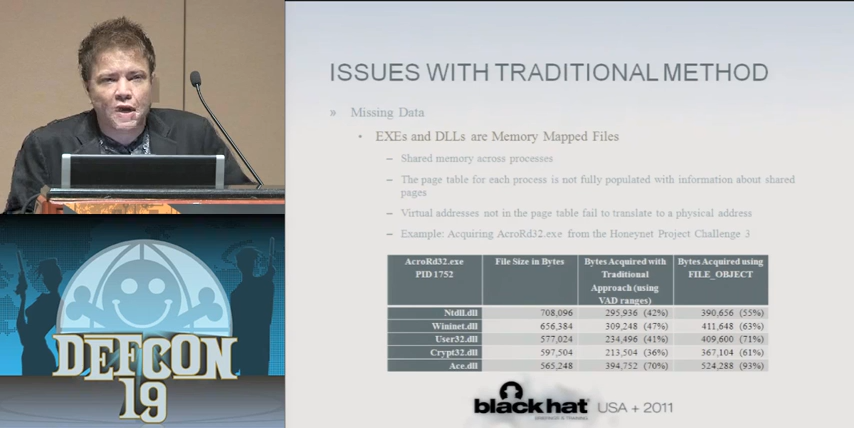 ISSUES WITH TRADITIONAL METHOD
» Missing Data
• EXEs and DLLs are Memory Mapped Files
– Shared memory across processes
– The page table for each process is not fully populated with information about shared
pages
– Virtual addresses not in the page table fail to translate to a physical address
– Example: Acquiring AcroRd32.exe from the Honeynet Project Challenge 3
AcroRd32.exe
PID 1752
File Size in Bytes
Bytes Acquired with
Traditional
Approach (using
VAD ranges)
Bytes Acquired using
FILE_OBJECT
Ntdll.dll 708,096 295,936 (42%) 390,656 (55%)
Wininet.dll 656,384 309,248 (47%) 411,648 (63%)
User32.dll 577,024 234,496 (41%) 409,600 (71%)
Crypt32.dll 597,504 213,504 (36%) 367,104 (61%)
Ace.dll 565,248 394,752 (70%) 524,288 (93%)
black hat USA + 2011
DEFCON
19